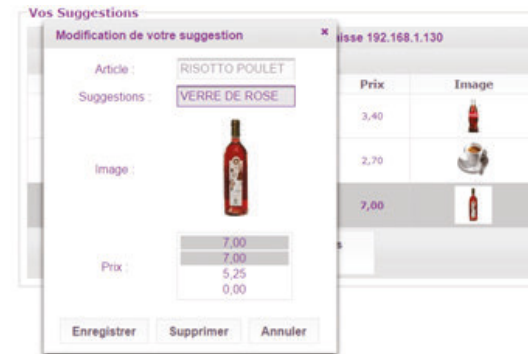 Vos Suggestions
Modification de votre suggestion ×
isse 192.168.1.130
Article : RISOTTO POULET
Suggestions : VERRE DE ROSE
Image :
Prix :
7,00
7,00
5,25
0,00
Enregistrer Supprimer Annuler
Prix Image
3,40
2,70
7,00
s